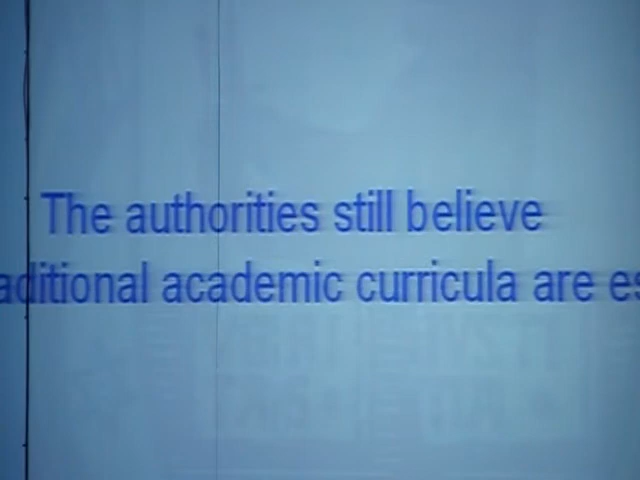 The authorities still believe
aditional academic curricula are es